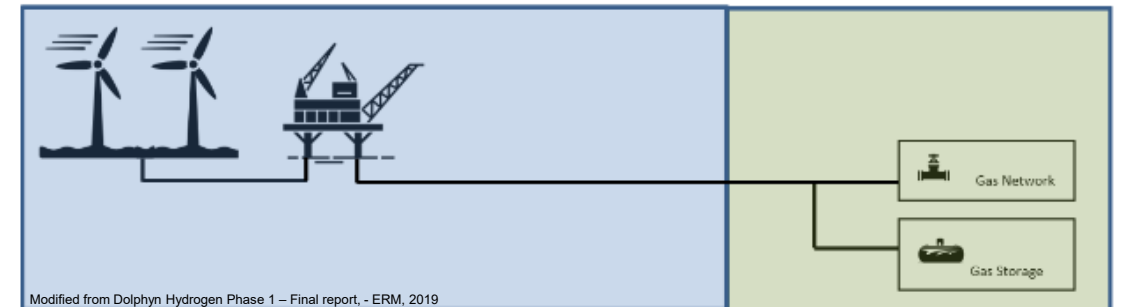 Gas Network
Gas Storage
Modified from Dolphyn Hydrogen Phase 1 – Final report, - ERM, 2019